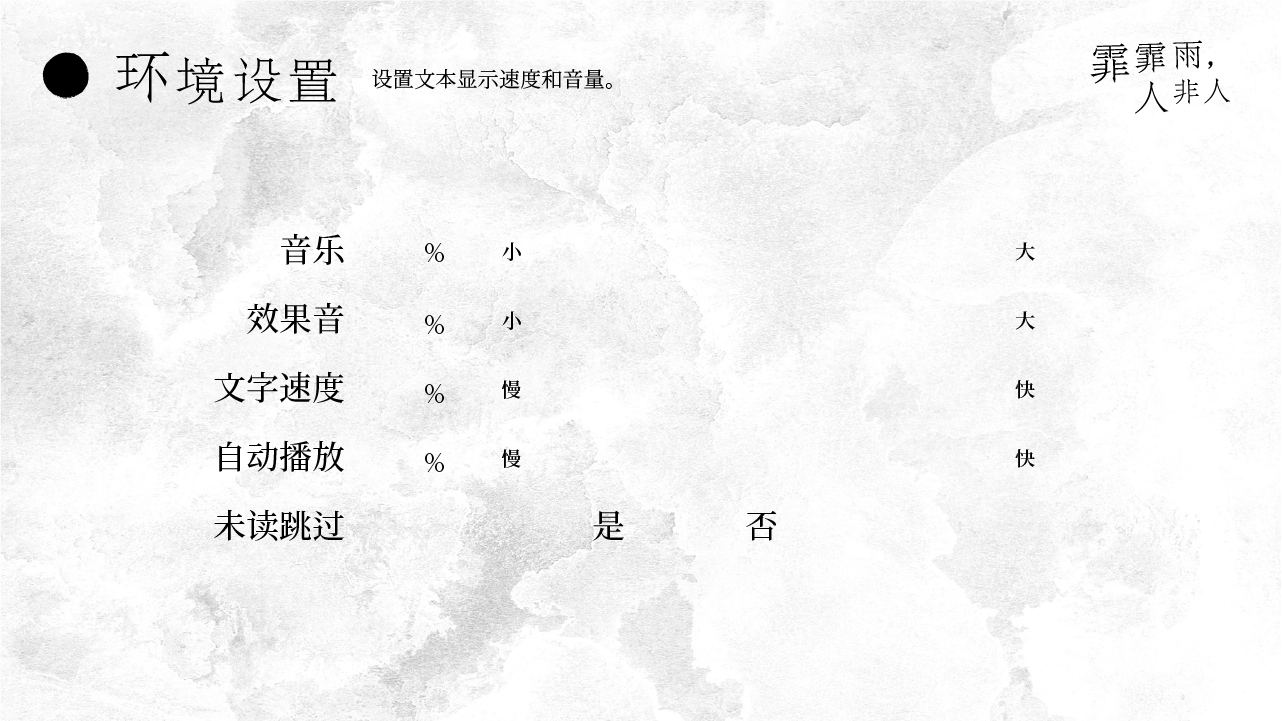 环境设置
设置文本显示速度和音量。
霏霏雨，
人非人
音乐 % 小 大
效果音 % 小 大
文字速度 % 慢 快
自动播放 % 慢 快
未读跳过 是 否